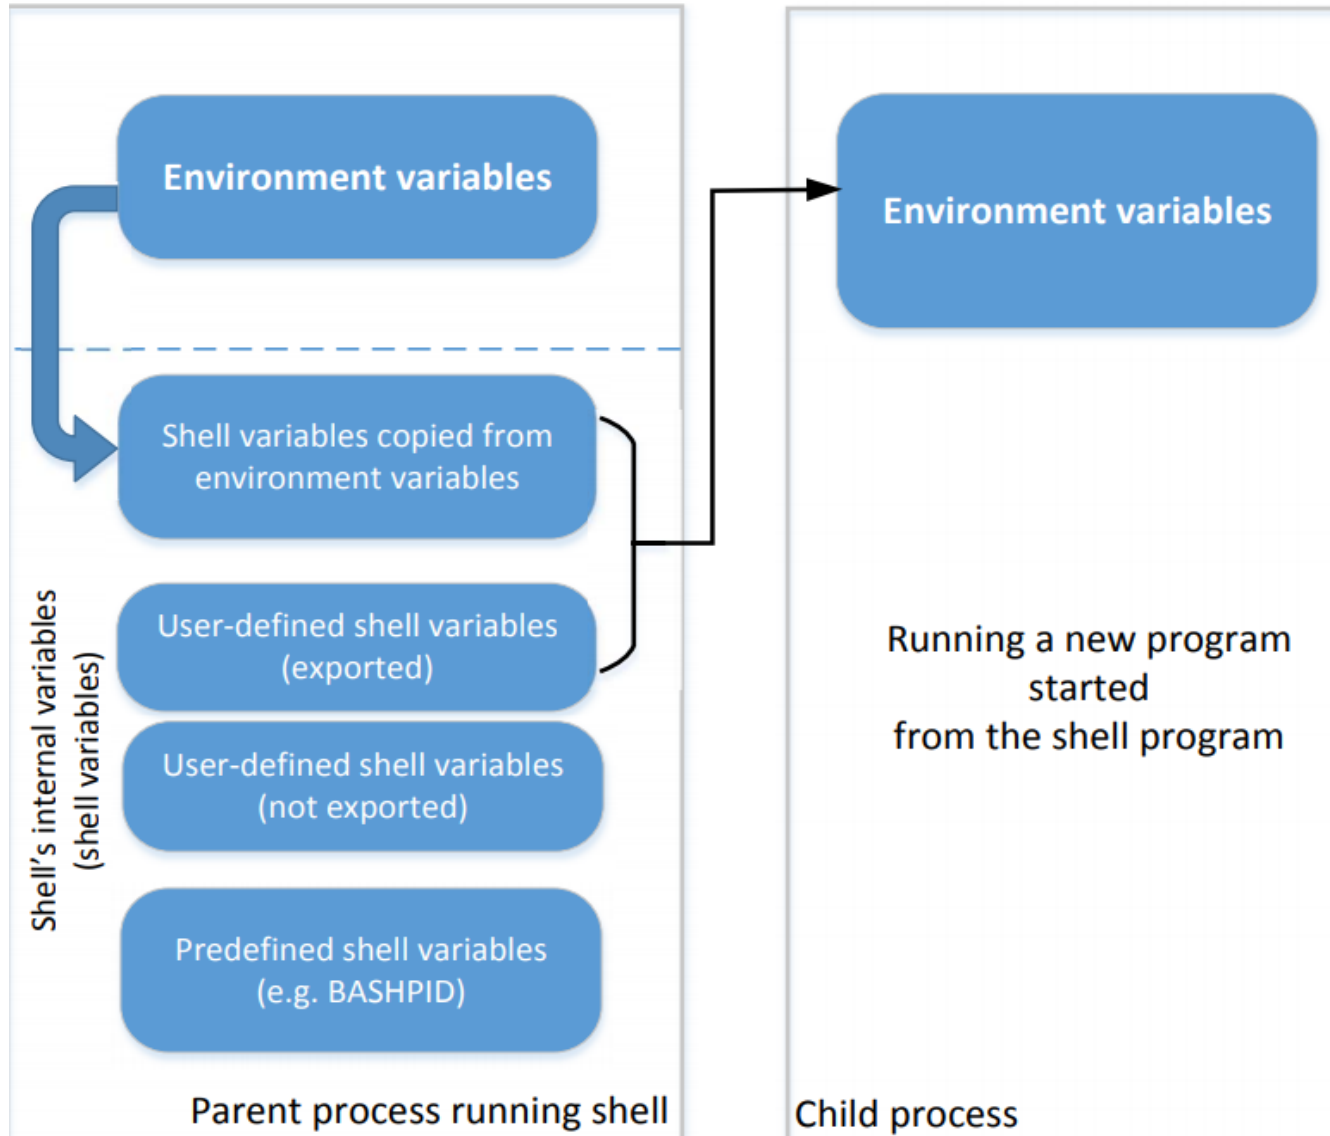 Environment variables
Shell variables copied from
environment variables
User-defined shell variables
(exported)
User-defined shell variables
(not exported)
Predefined shell variables
(e.g. BASHPID)
Shell's internal variables
(shell variables)
Parent process running shell
Environment variables
Running a new program
started
from the shell program
Child process